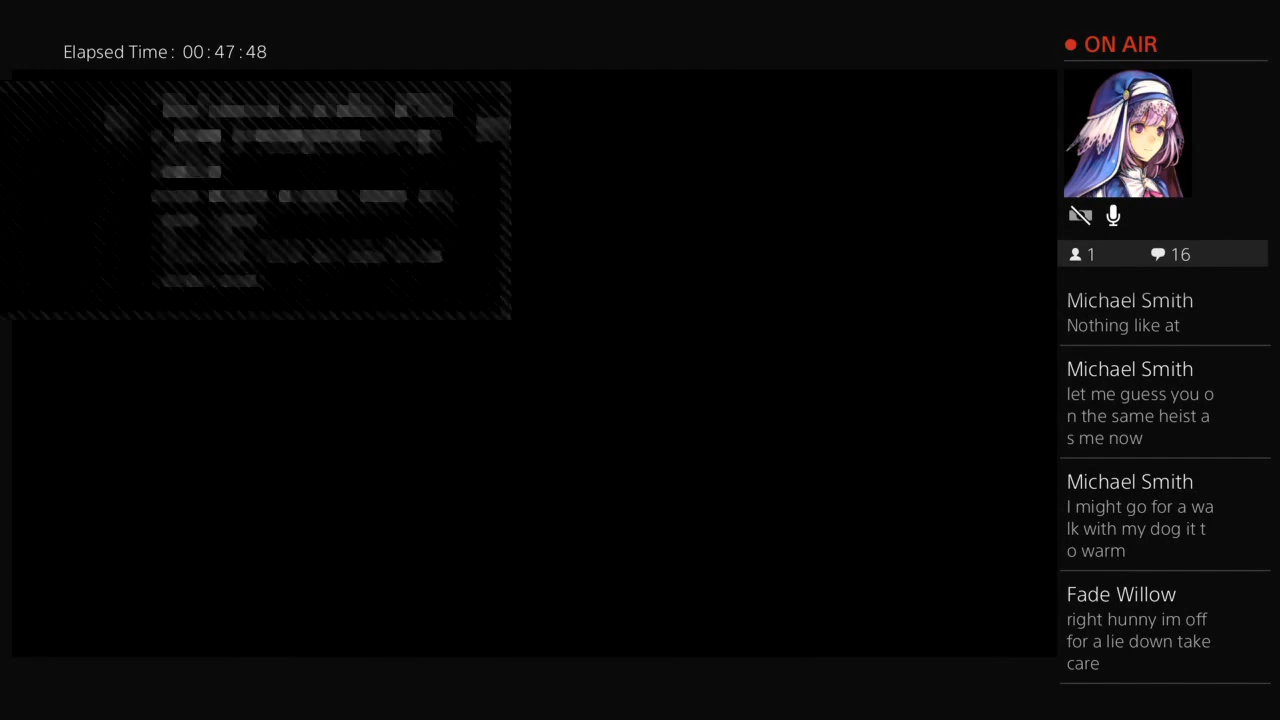 Elapsed Time: 00:47:48
ON AIR
1
16
Michael Smith
Nothing like at
Michael Smith
let me guess you o
n the same heist a
s me now
Michael Smith
I might go for a wa
lk with my dog it t
o warm
Fade Willow
right hunny im off
for a lie down take
care